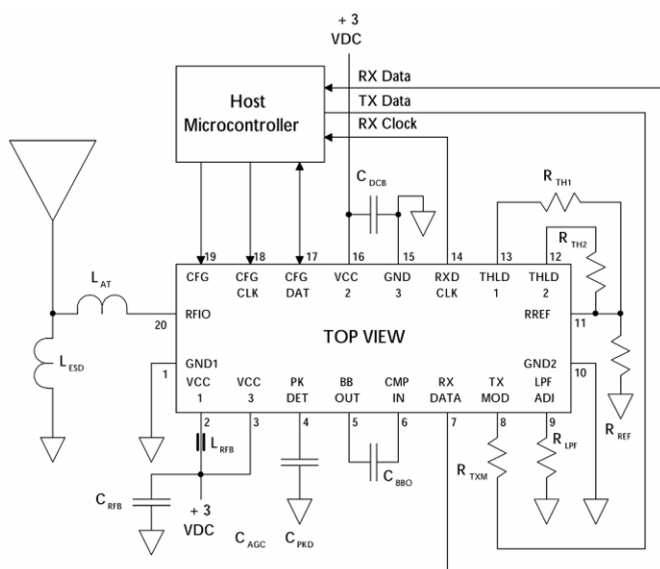 + 3
VDC
RX Data
TX Data
RX Clock
Host
Microcontroller
C DCB
R TH1
R TH2
19 18 17 16 15 14 13 12
CFG CFG CLK CFG DAT VCC 2 GND 3 RXD CLK THLD 1 THLD 2
L AT
20 RFIO
RREF 11
TOP VIEW
L ESD
1 GND1
GND2 10
VCC 1 VCC 3 PK DET BB OUT CMP IN RX DATA TX MOD LPF ADJ
2 3 4 5 6 7 8 9
R REF
L RFB
R LPF
R TXM
C BBO
C RFB
+ 3
VDC
C AGC
C PKD